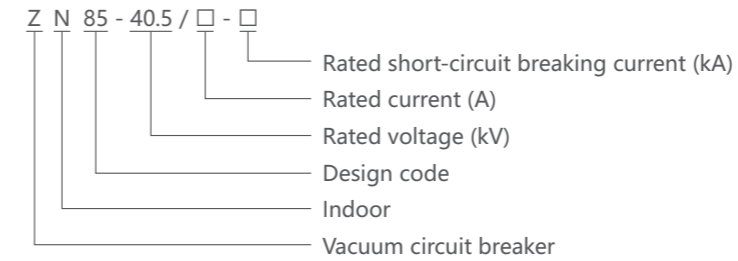 Z N 85 - 40.5 / □ - □
Rated short-circuit breaking current (kA)
Rated current (A)
Rated voltage (kV)
Design code
Indoor
Vacuum circuit breaker